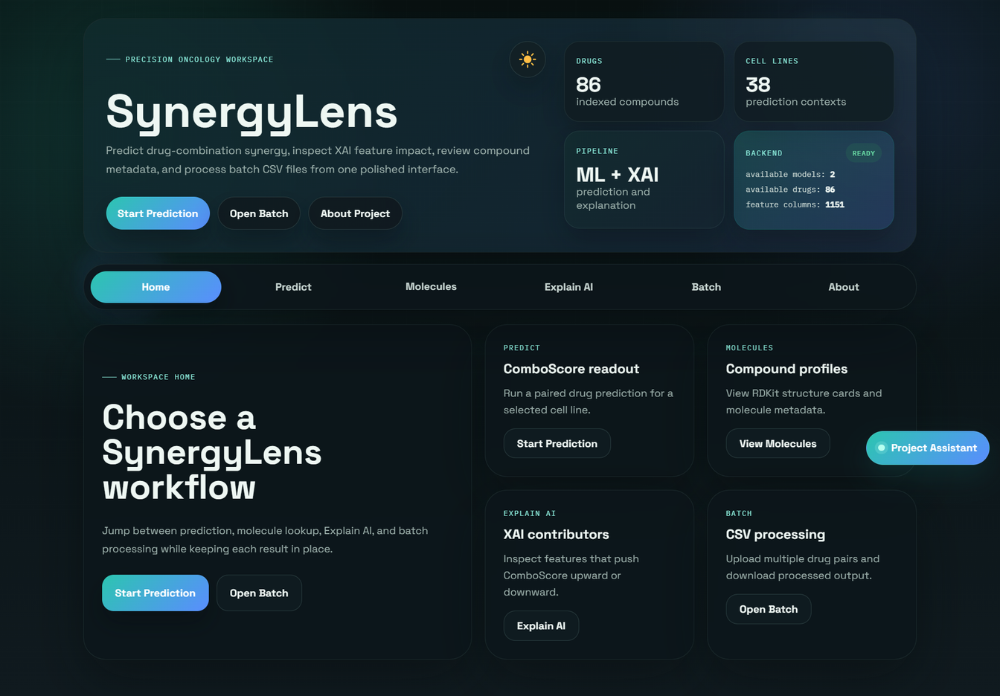 PRECISION ONCOLOGY WORKSPACE
SynergyLens
Predict drug-combination synergy, inspect XAI feature impact, review compound
metadata, and process batch CSV files from one polished interface.
Start Prediction
Open Batch
About Project
DRUGS
86
indexed compounds
CELL LINES
38
prediction contexts
PIPELINE
ML + XAI
prediction and
explanation
BACKEND
READY
available models: 2
available drugs: 86
feature columns: 1151
Home
Predict
Molecules
Explain AI
Batch
About
WORKSPACE HOME
Choose a
SynergyLens
workflow
Jump between prediction, molecule lookup, Explain AI, and batch
processing while keeping each result in place.
Start Prediction
Open Batch
PREDICT
ComboScore readout
Run a paired drug prediction for a
selected cell line.
Start Prediction
MOLECULES
Compound profiles
View RDKit structure cards and
molecule metadata.
View Molecules
Project Assistant
EXPLAIN AI
XAI contributors
Inspect features that push
ComboScore upward or
downward.
Explain AI
BATCH
CSV processing
Upload multiple drug pairs and
download processed output.
Open Batch